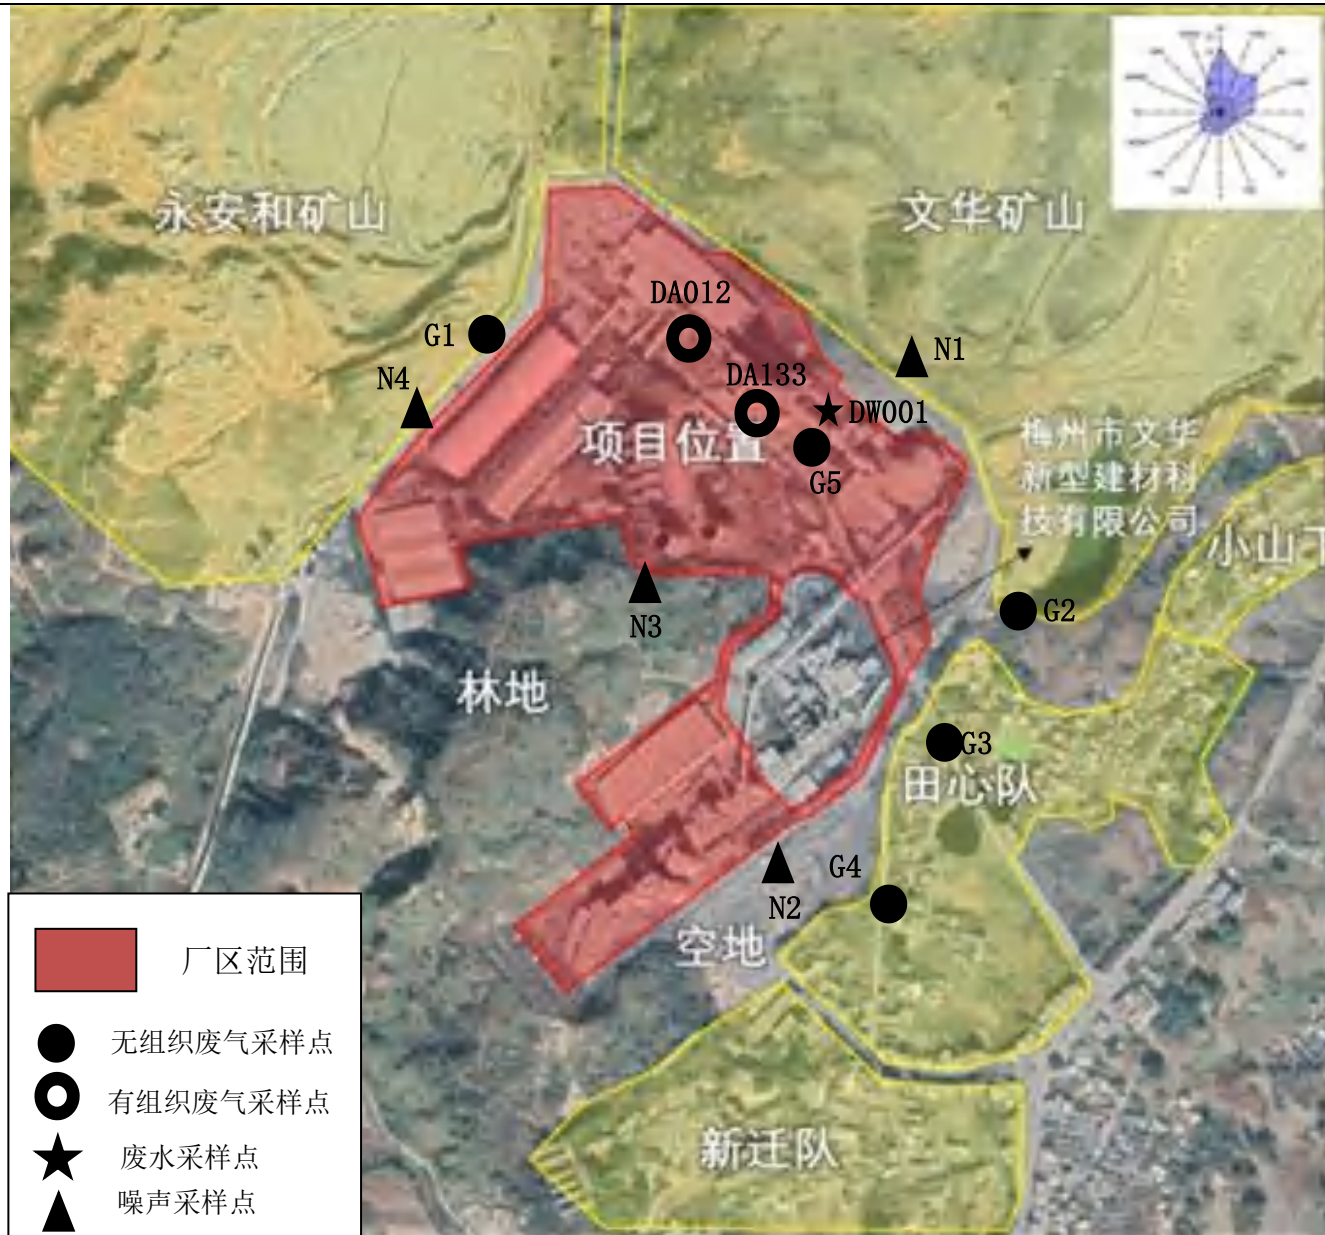 永安和矿山
文华矿山
DA012
G1
N1
N4
DA133
DW001
项目位置
G5
梅州市文华
新型建材科
技有限公司
小山下
G2
N3
林地
G3
田心队
G4
N2
空地
新迁队
厂区范围
无组织废气采样点
有组织废气采样点
废水采样点
噪声采样点